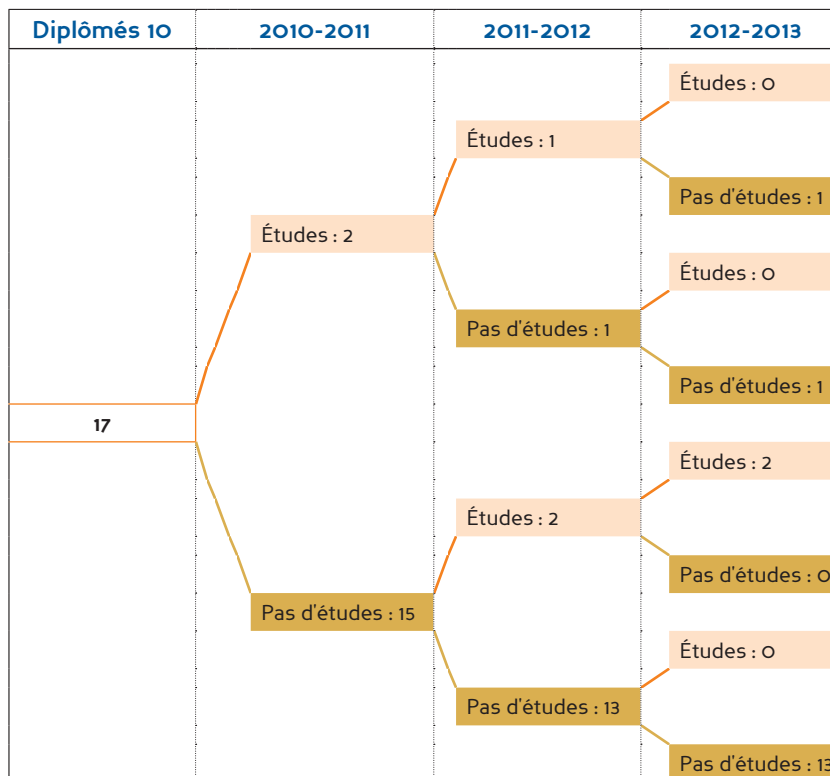 Diplômés 10 2010-2011 2011-2012 2012-2013
Études : 0
Études : 1
Pas d'études : 1
Études : 2
Études : 0
Pas d'études : 1
Pas d'études : 1
17
Études : 2
Études : 2
Pas d'études : 0
Pas d'études : 15
Études : 0
Pas d'études : 13
Pas d'études : 13